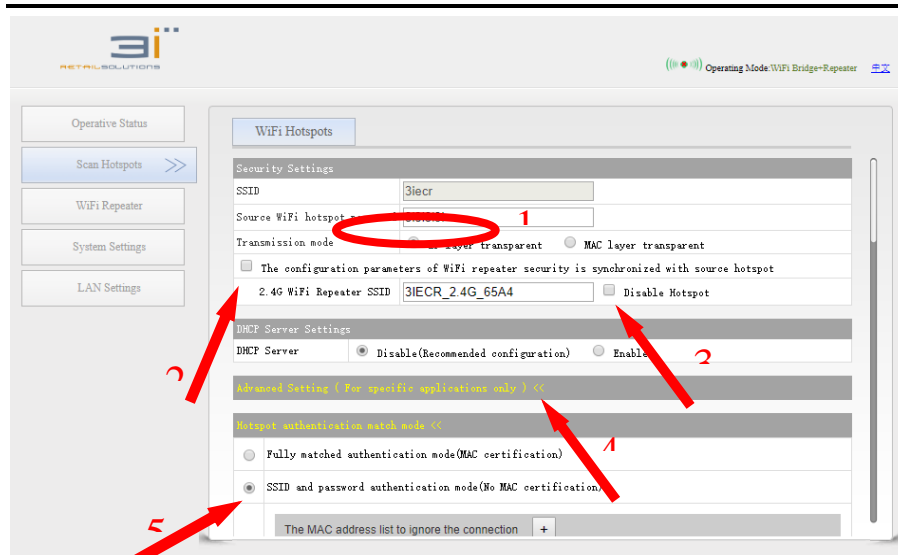 3i
RETAILSOLUTIONS
Operating Mode:WiFi Bridge+Repeater 中文
Operative Status
Scan Hotspots >>
WiFi Repeater
System Settings
LAN Settings
WiFi Hotspots
Security Settings
SSID 3iecr
Source WiFi hotspot 1
Transmission mode layer transparent MAC layer transparent
The configuration parameters of WiFi repeater security is synchronized with source hotspot
2.4G WiFi Repeater SSID 3IECR_2.4G_65A4 Disable Hotspot
DHCP Server Settings
DHCP Server Disable(Recommended configuration) Enable
2 3
Advanced Setting ( For specific applications only ) <<
Hotspot authentication match mode <<
4
Fully matched authentication mode(MAC certification)
SSID and password authentication mode(No MAC certification)
5
The MAC address list to ignore the connection +